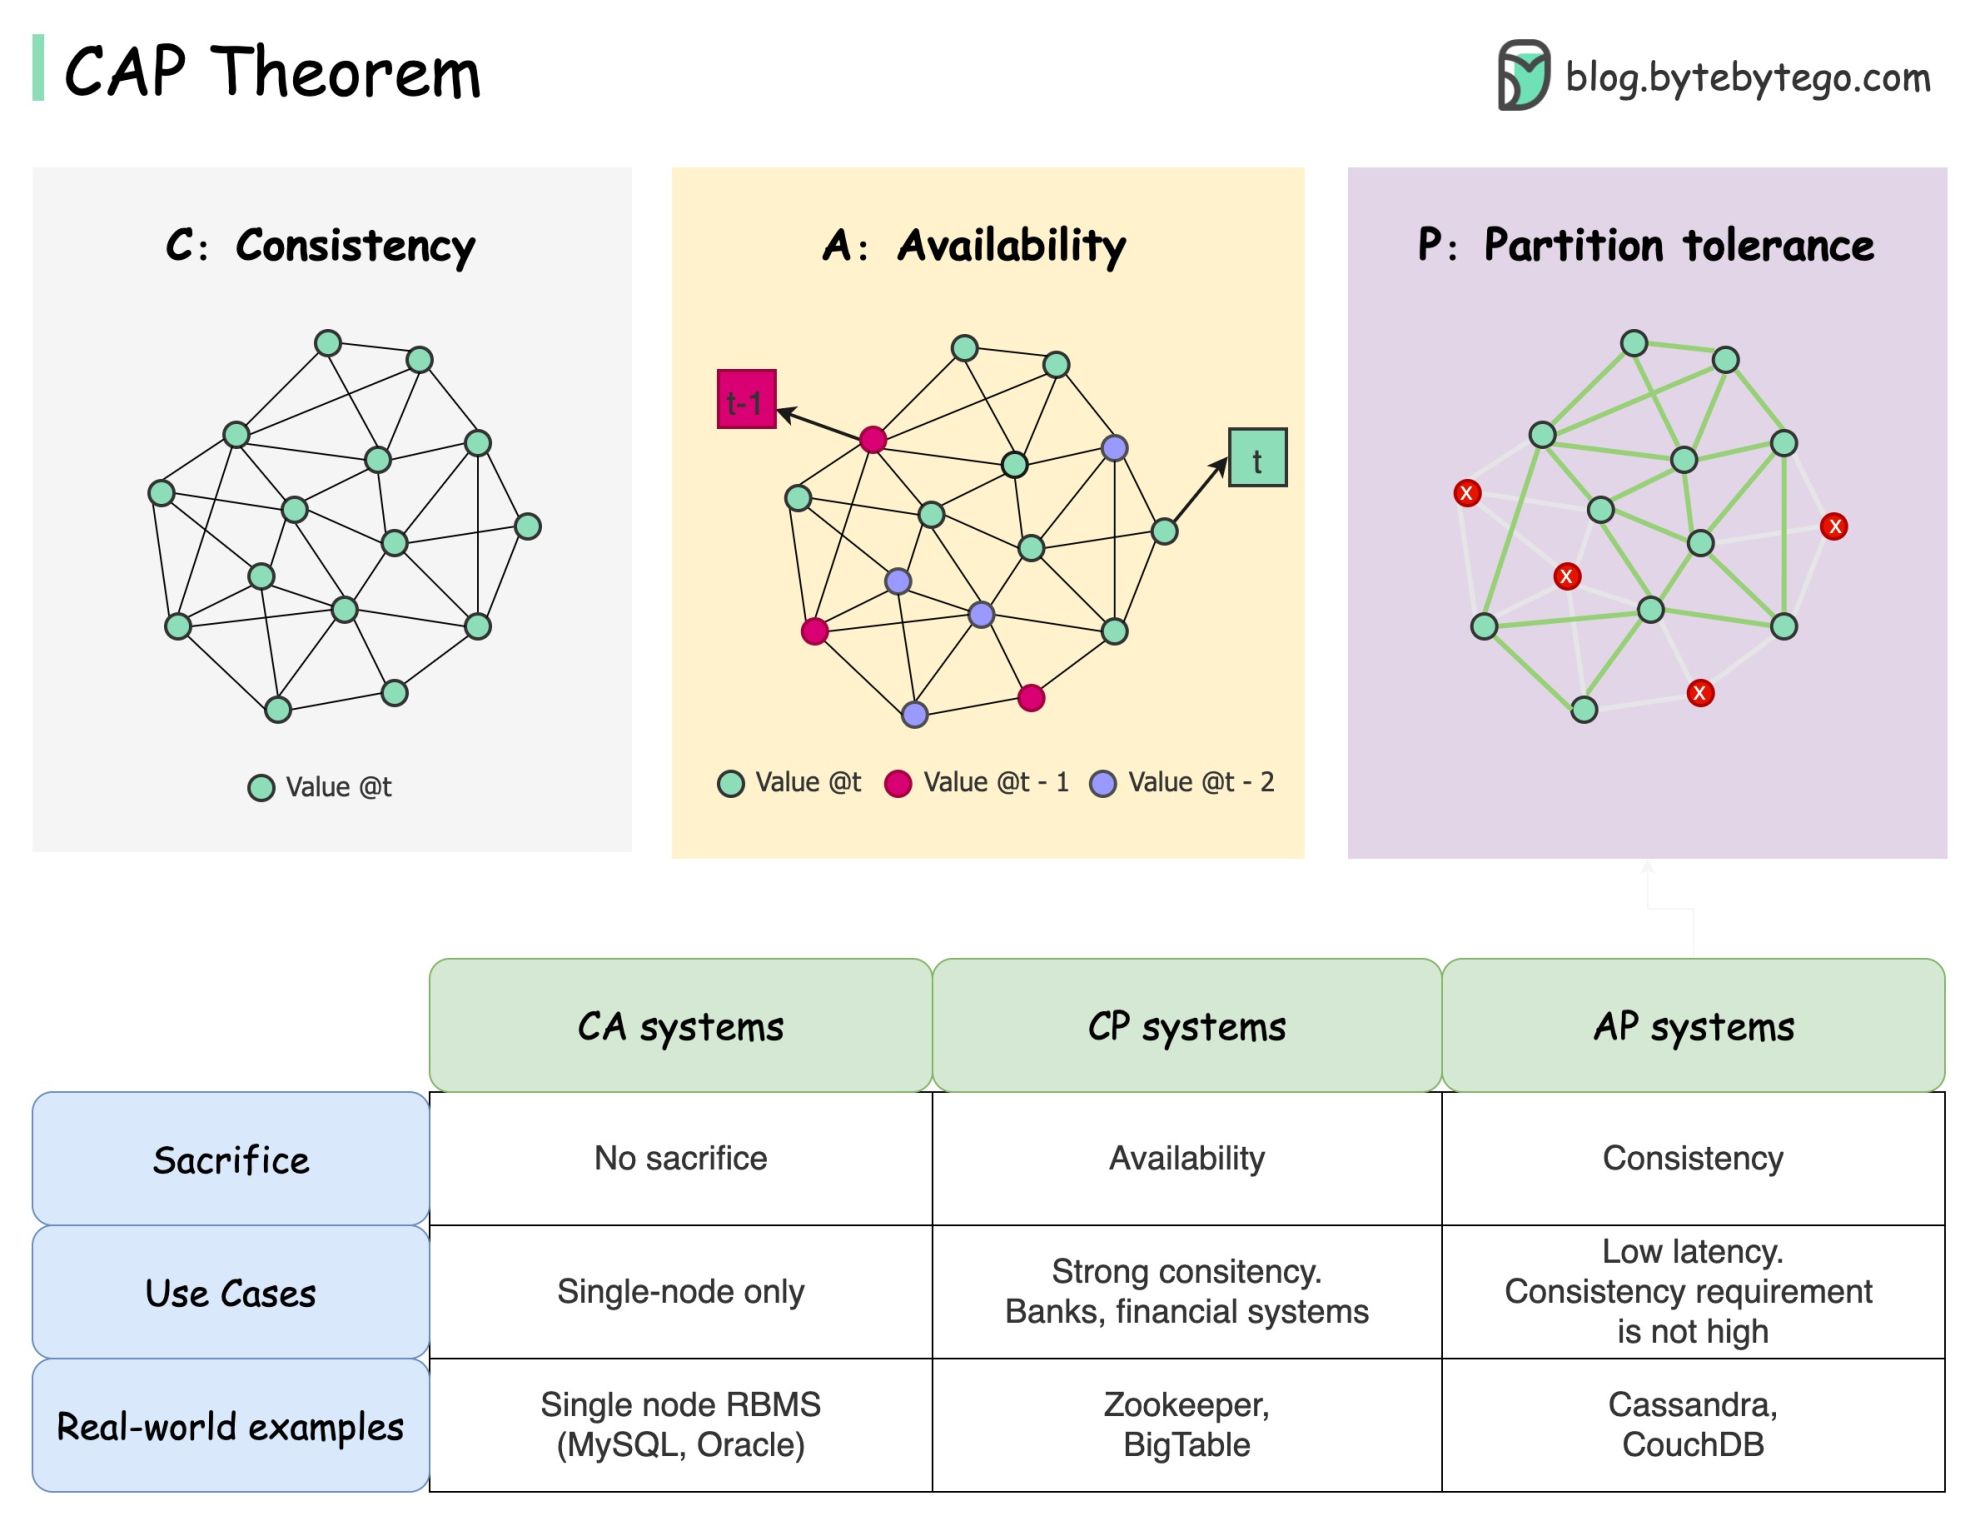 CAP Theorem
blog.bytebytego.com
C: Consistency
A: Availability
P: Partition tolerance
t-1
t
X
X
X
X
Value @t
Value @t
Value @t - 1
Value @t - 2
CA systems
CP systems
AP systems
Sacrifice
No sacrifice
Availability
Consistency
Use Cases
Single-node only
Strong consitency.
Banks, financial systems
Low latency.
Consistency requirement
is not high
Real-world examples
Single node RBMS
(MySQL, Oracle)
Zookeeper,
BigTable
Cassandra,
CouchDB